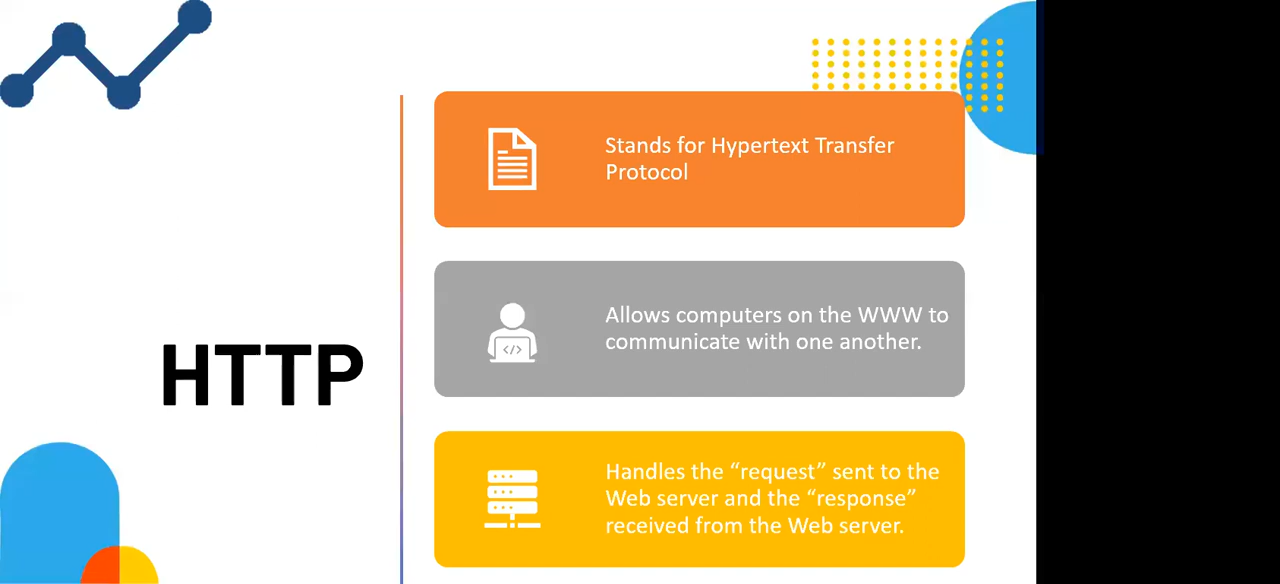 HTTP
Stands for Hypertext Transfer
Protocol
</>
Allows computers on the WWW to
communicate with one another.
Handles the “request” sent to the
Web server and the “response”
received from the Web server.